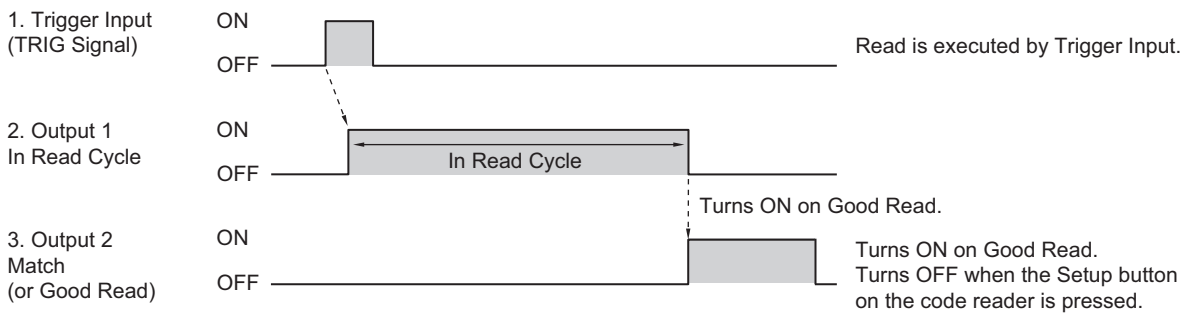 1. Trigger Input
(TRIG Signal)
ON
OFF
Read is executed by Trigger Input.
2. Output 1
In Read Cycle
ON
OFF
In Read Cycle
Turns ON on Good Read.
3. Output 2
Match
(or Good Read)
ON
OFF
Turns ON on Good Read.
Turns OFF when the Setup button
on the code reader is pressed.